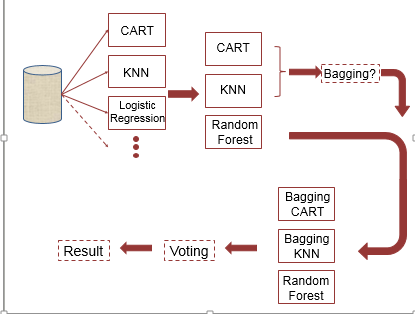 CART
KNN
Logistic
Regression
CART
KNN
Random
Forest
Bagging?
Bagging
CART
Bagging
KNN
Random
Forest
Voting
Result